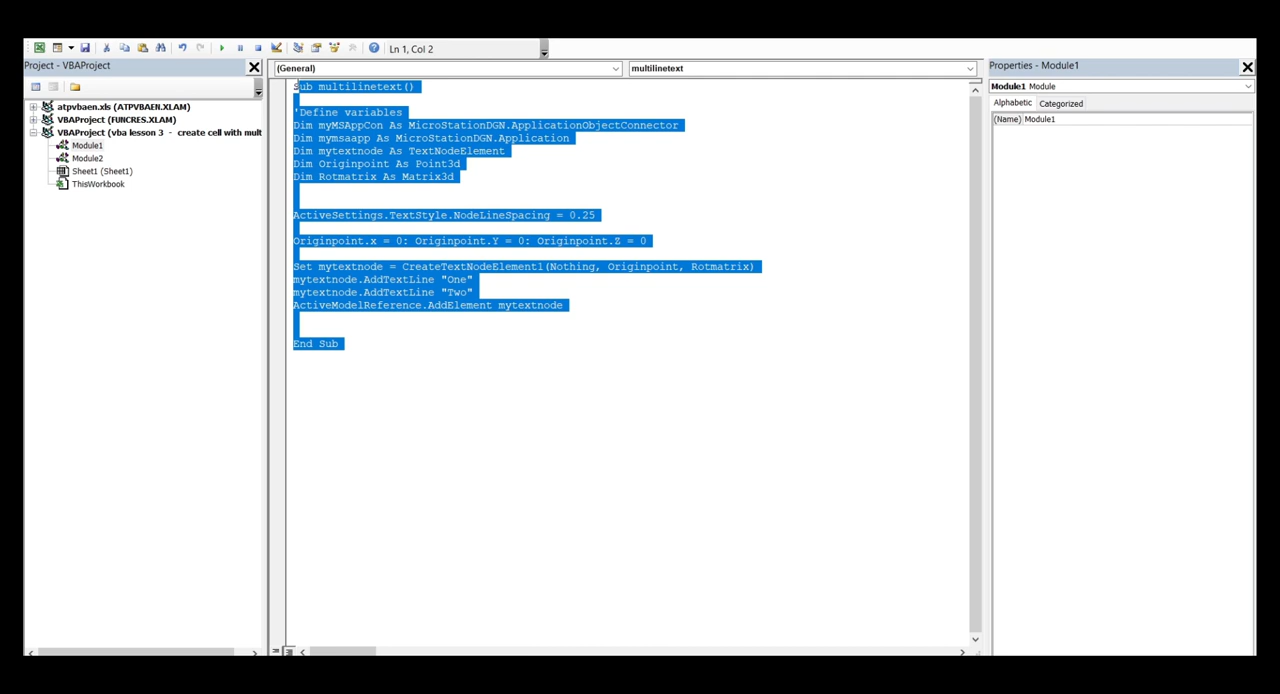 Ln 1, Col 2
Project - VBAProject
atpvbaen.xls (ATPVBAEN.XLAM)
VBAProject (FUNCRES.XLAM)
VBAProject (vba lesson 3 - create cell with mult
Module1
Module2
Sheet1 (Sheet1)
ThisWorkbook
(General)
multilinetext
Sub multilinetext()
'Define variables
Dim myMSAppCon As MicroStationDGN.ApplicationObjectConnector
Dim mymsaapp As MicroStationDGN.Application
Dim mytextnode As TextNodeElement
Dim Originpoint As Point3d
Dim Rotmatrix As Matrix3d
ActiveSettings.TextStyle.NodeLineSpacing = 0.25
Originpoint.x = 0: Originpoint.Y = 0: Originpoint.Z = 0
Set mytextnode = CreateTextNodeElement1(Nothing, Originpoint, Rotmatrix)
mytextnode.AddTextLine "One"
mytextnode.AddTextLine "Two"
ActiveModelReference.AddElement mytextnode
End Sub
Properties - Module1
Module1 Module
Alphabetic Categorized
(Name) Module1